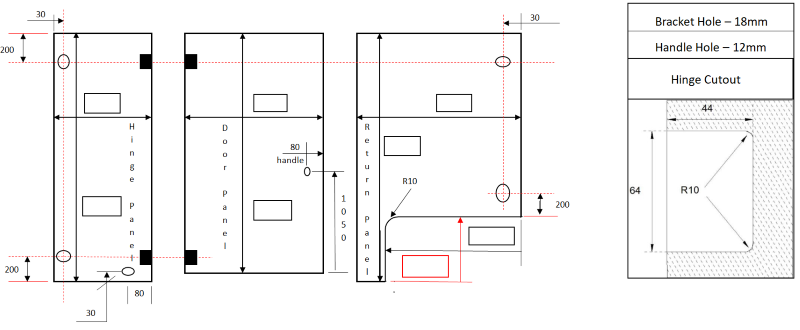 30
200
Hinge Panel
200
30
80
Door Panel
80
handle
1050
Return Panel
R10
30
200
Bracket Hole – 18mm
Handle Hole – 12mm
Hinge Cutout
44
64
R10